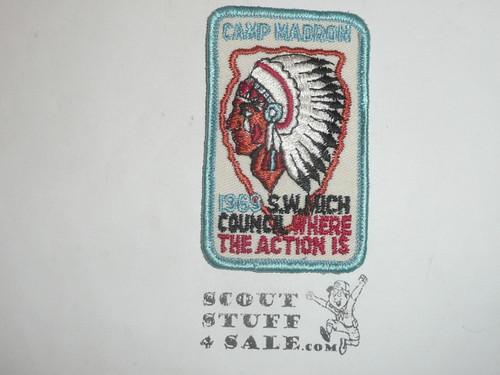 CAMP MADRON
1969 S.W. MICH
COUNCIL WHERE
THE ACTION IS
SCOUT
STUFF
4 SALE.COM